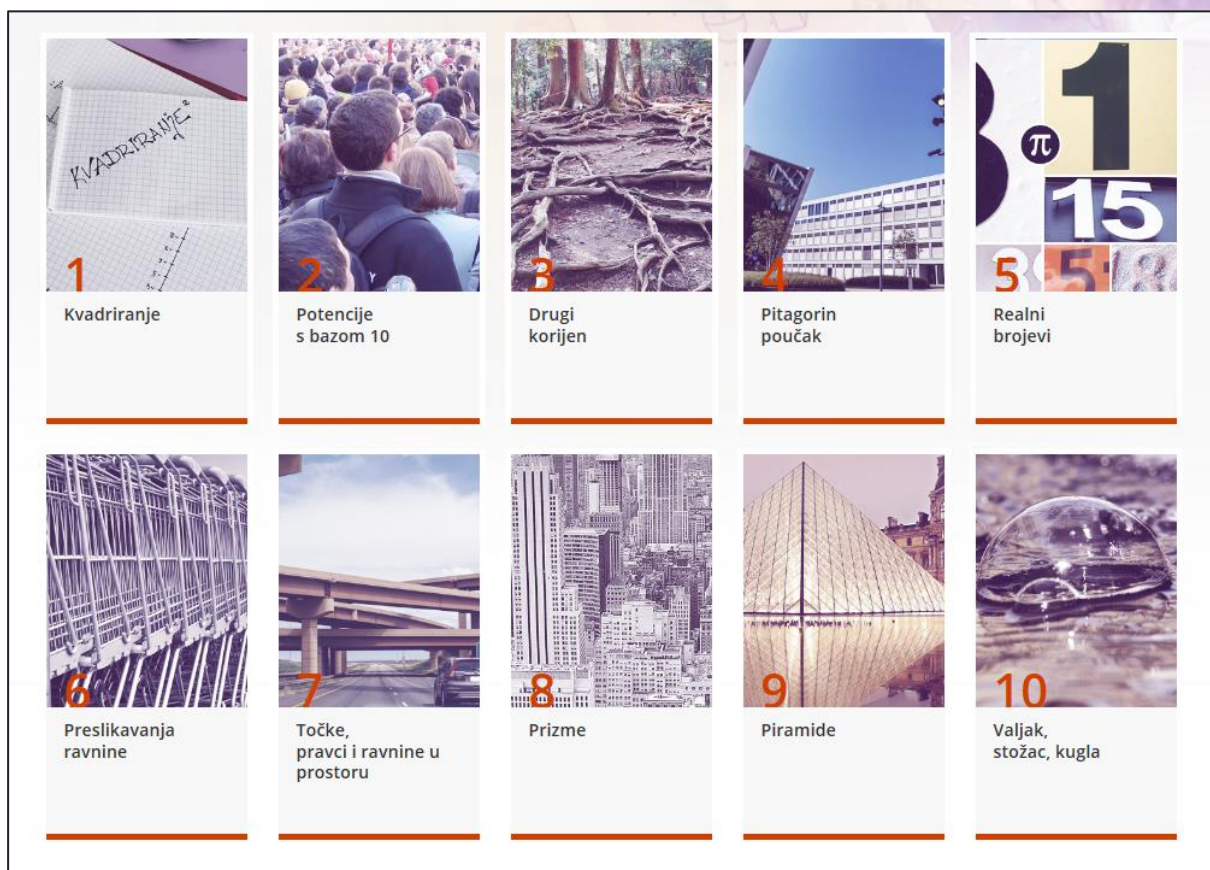 KVADRIRANJE²
1
Kvadriranje
2
Potencije
s bazom 10
3
Drugi
korijen
4
Pitagorin
poučak
π
1
15
5
Realni
brojevi
6
Preslikavanja
ravnine
7
Točke,
pravci i ravnine u
prostoru
8
Prizme
9
Piramide
10
Valjak,
stožac, kugla